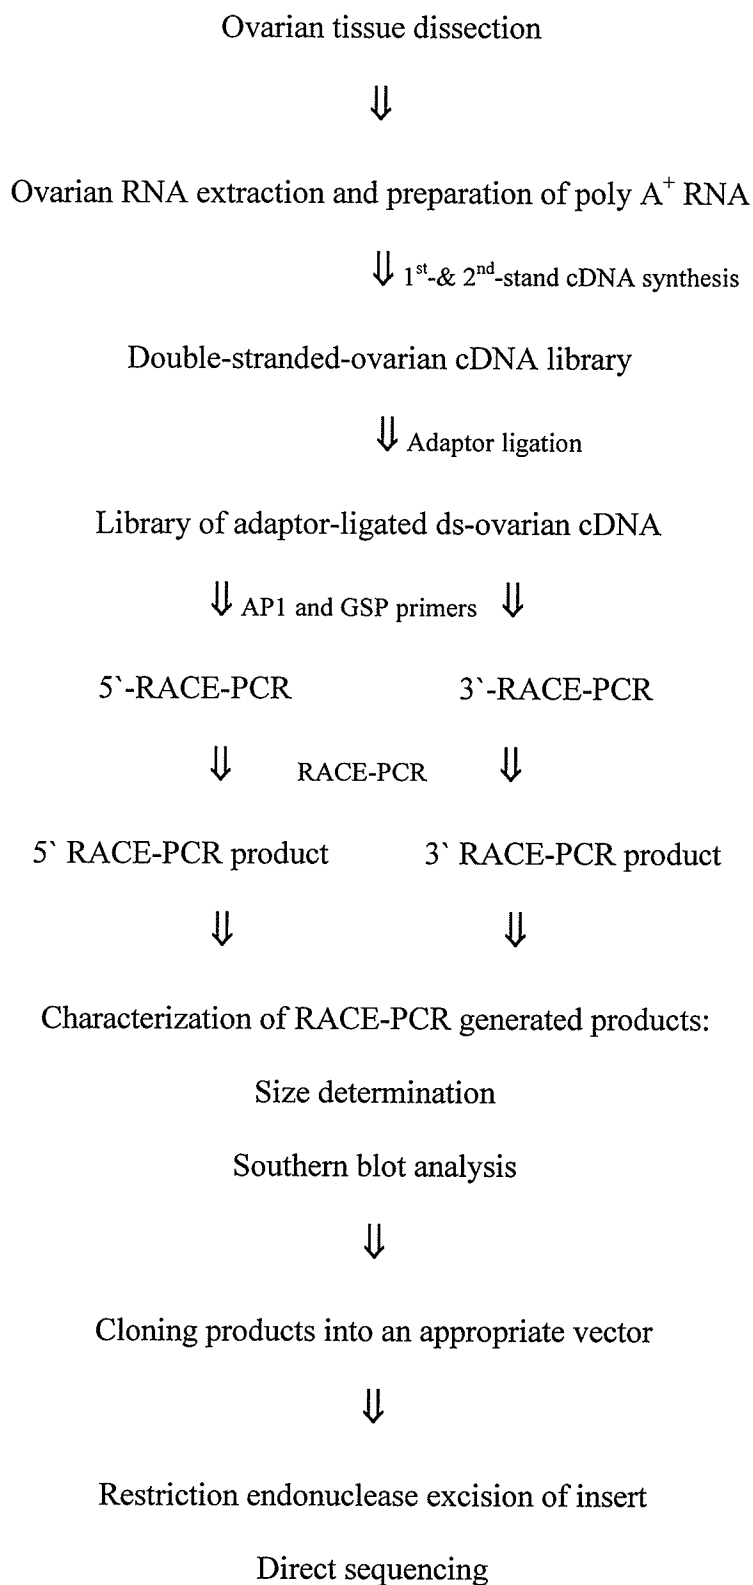 Ovarian tissue dissection
⇓
Ovarian RNA extraction and preparation of poly A⁺ RNA
⇓ 1ˢᵗ-& 2ⁿᵈ-stand cDNA synthesis
Double-stranded-ovarian cDNA library
⇓ Adaptor ligation
Library of adaptor-ligated ds-ovarian cDNA
⇓ AP1 and GSP primers ⇓
5`-RACE-PCR 3`-RACE-PCR
⇓ RACE-PCR ⇓
5` RACE-PCR product 3` RACE-PCR product
⇓ ⇓
Characterization of RACE-PCR generated products:
Size determination
Southern blot analysis
⇓
Cloning products into an appropriate vector
⇓
Restriction endonuclease excision of insert
Direct sequencing